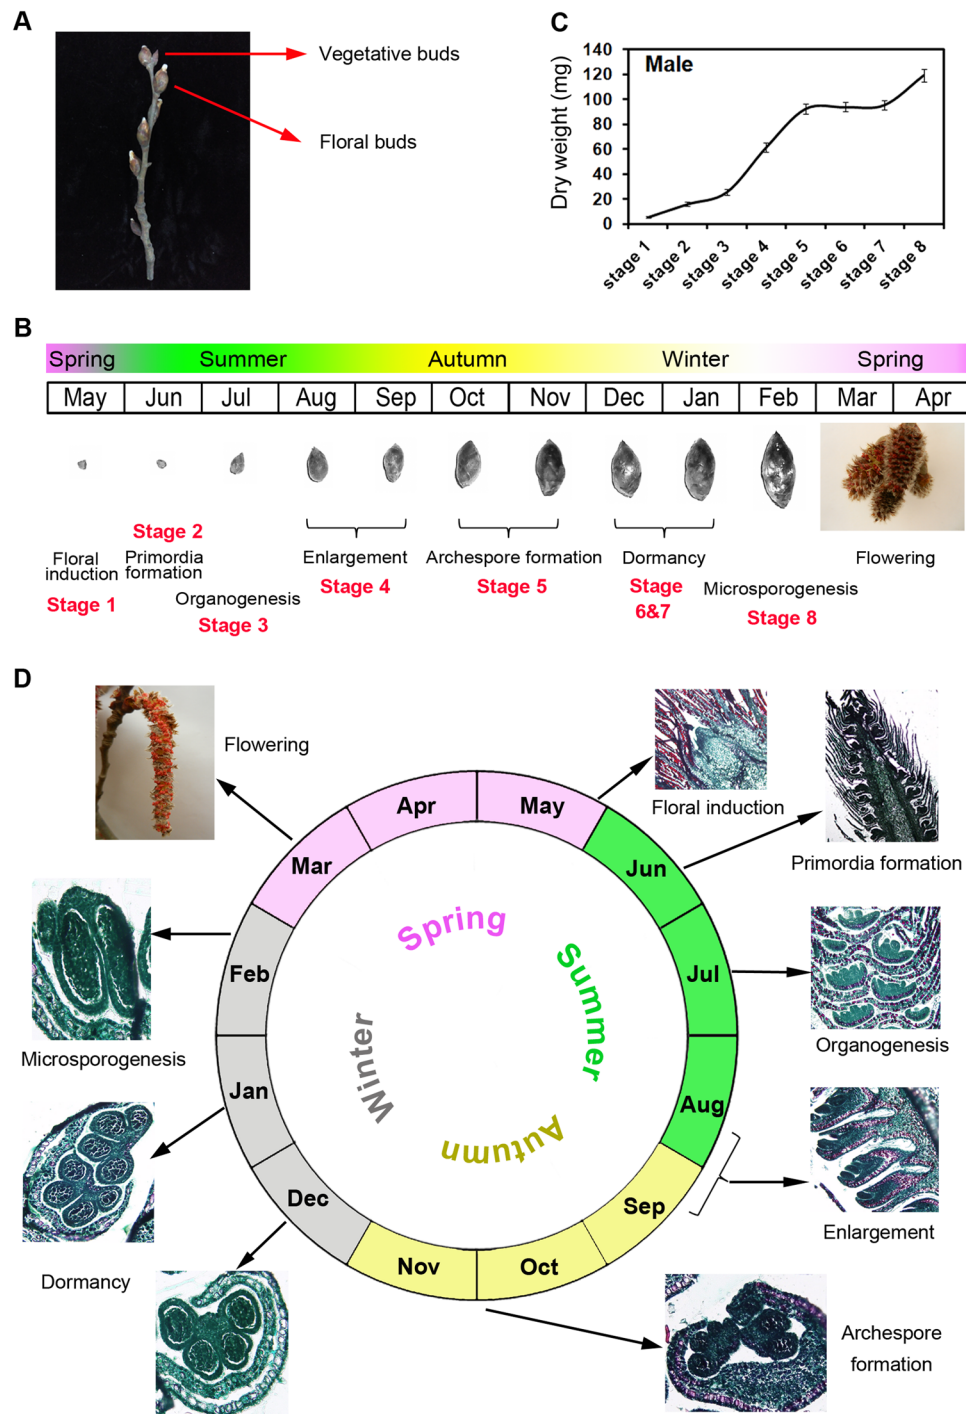 A
Vegetative buds
Floral buds
C
Male
Dry weight (mg)
140
120
100
80
60
40
20
0
stage 1
stage 2
stage 3
stage 4
stage 5
stage 6
stage 7
stage 8
B
Spring Summer Autumn Winter Spring
May Jun Jul Aug Sep Oct Nov Dec Jan Feb Mar Apr
Floral
induction
Stage 1
Stage 2
Primordia
formation
Organogenesis
Stage 3
Enlargement
Stage 4
Archespore formation
Stage 5
Dormancy
Stage
6&7
Microsporogenesis
Stage 8
Flowering
D
Flowering
Floral induction
Primordia formation
Organogenesis
Enlargement
Archespore
formation
Dormancy
Microsporogenesis
Apr
May
Jun
Jul
Aug
Sep
Oct
Nov
Dec
Jan
Feb
Mar
Spring
Summer
Autumn
Winter